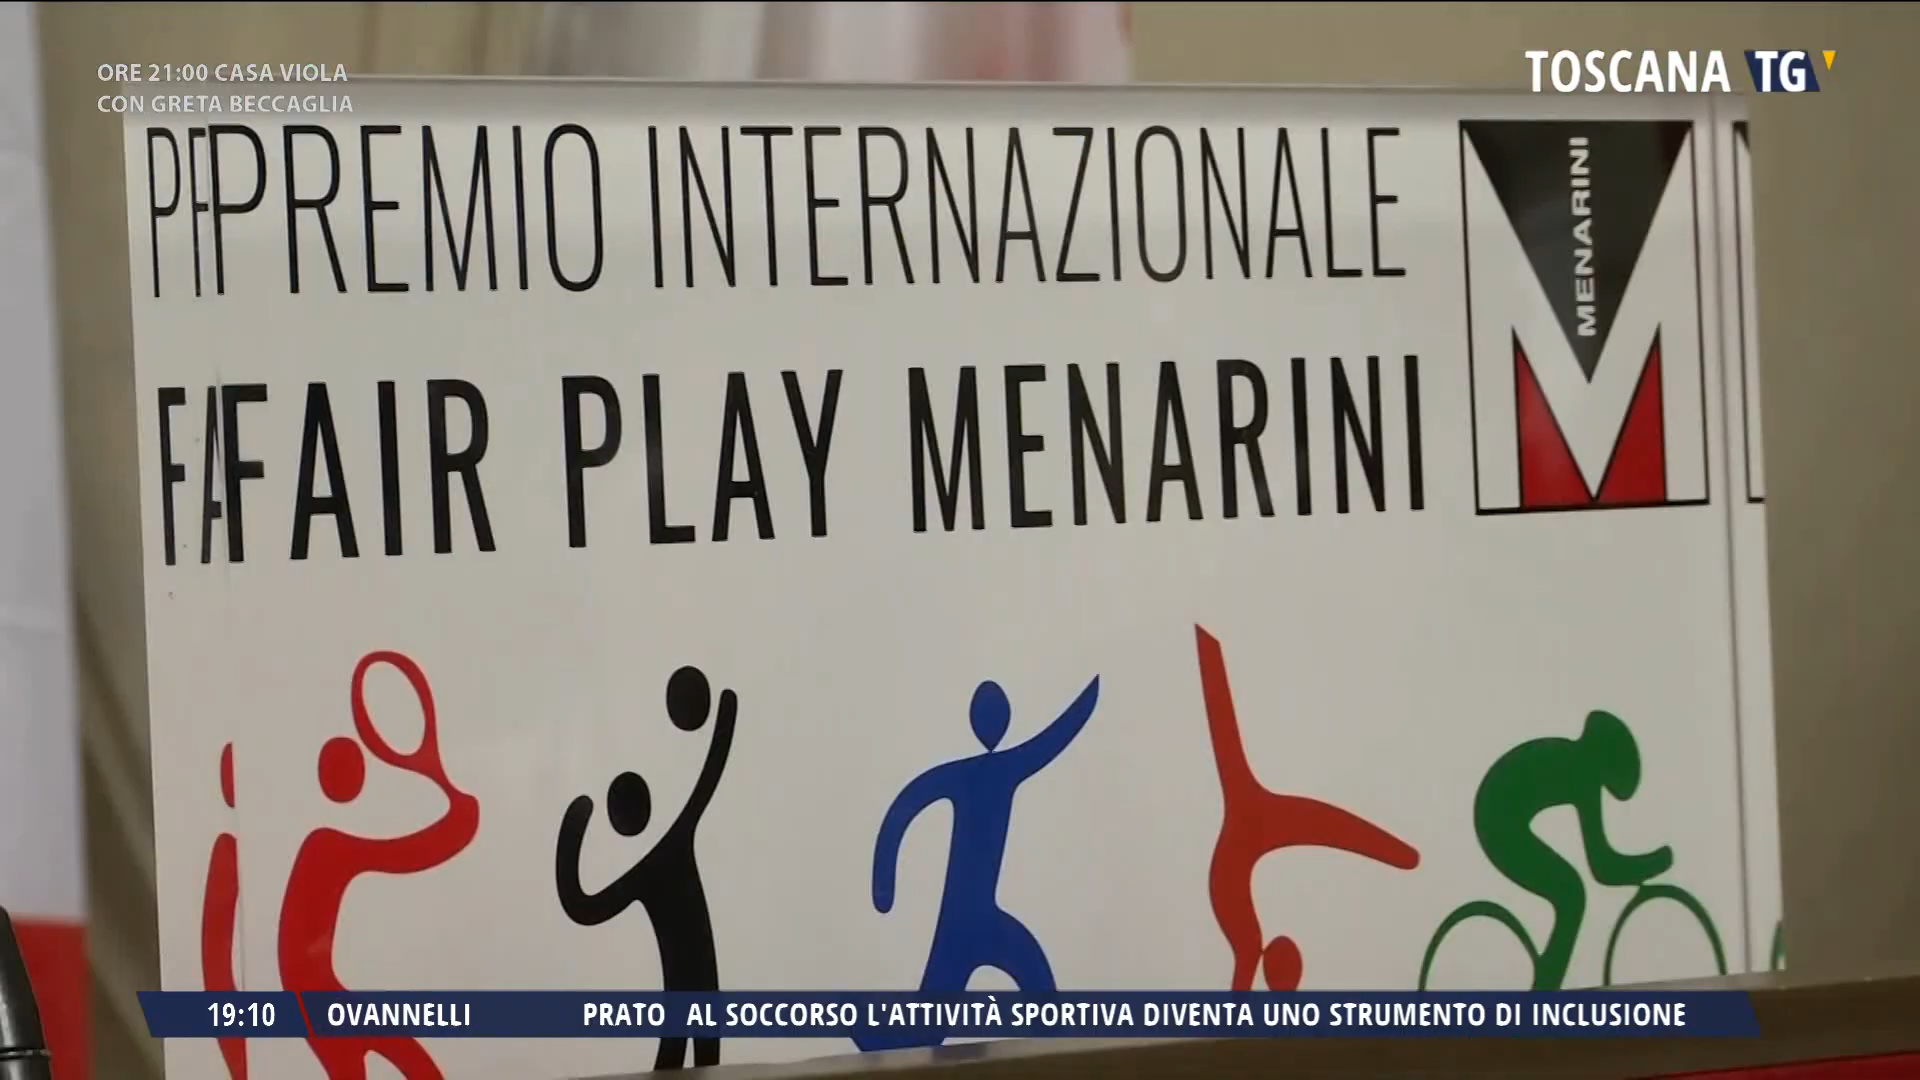 ORE 21:00 CASA VIOLA
CON GRETA BECCAGLIA
TOSCANA TG
PREMIO INTERNAZIONALE
MENARINI
FAIR PLAY MENARINI
19:10 OVANNELLI PRATO AL SOCCORSO L'ATTIVITÀ SPORTIVA DIVENTA UNO STRUMENTO DI INCLUSIONE